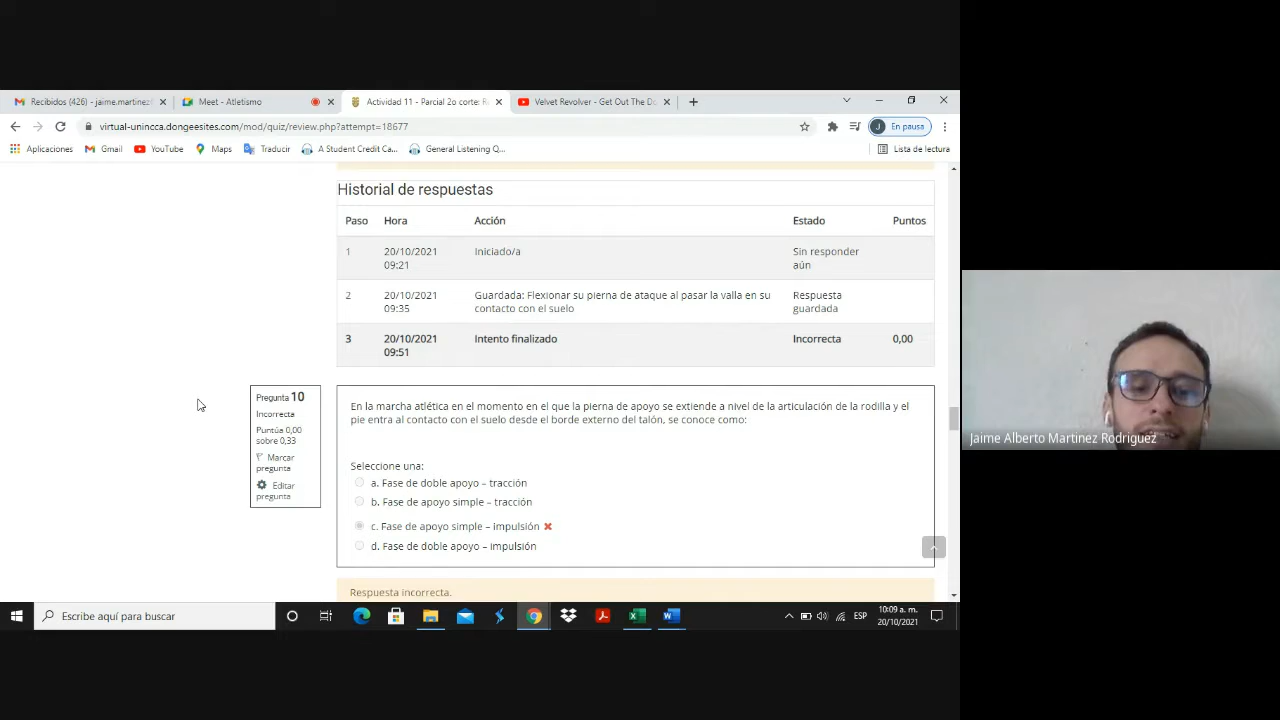 Recibidos (426) - jaime.martinez
Meet - Atletismo
Actividad 11 - Parcial 2o corte: R
Velvet Revolver - Get Out The Do
virtual-unincca.dongeesites.com/mod/quiz/review.php?attempt=18677
J En pausa
Aplicaciones
Gmail
YouTube
Maps
Traducir
A Student Credit Ca...
General Listening Q...
Lista de lectura
Historial de respuestas
Paso Hora Acción Estado Puntos
1 20/10/2021 09:21 Iniciado/a Sin responder aún
2 20/10/2021 09:35 Guardada: Flexionar su pierna de ataque al pasar la valla en su contacto con el suelo Respuesta guardada
3 20/10/2021 09:51 Intento finalizado Incorrecta 0,00
Pregunta 10
Incorrecta
Puntúa 0,00
sobre 0,33
Marcar
pregunta
Editar
pregunta
En la marcha atlética en el momento en el que la pierna de apoyo se extiende a nivel de la articulación de la rodilla y el
pie entra al contacto con el suelo desde el borde externo del talón, se conoce como:
Seleccione una:
a. Fase de doble apoyo – tracción
b. Fase de apoyo simple – tracción
c. Fase de apoyo simple – impulsión
d. Fase de doble apoyo – impulsión
Respuesta incorrecta.
Jaime Alberto Martinez Rodriguez
Escribe aquí para buscar
ESP
10:09 a. m.
20/10/2021